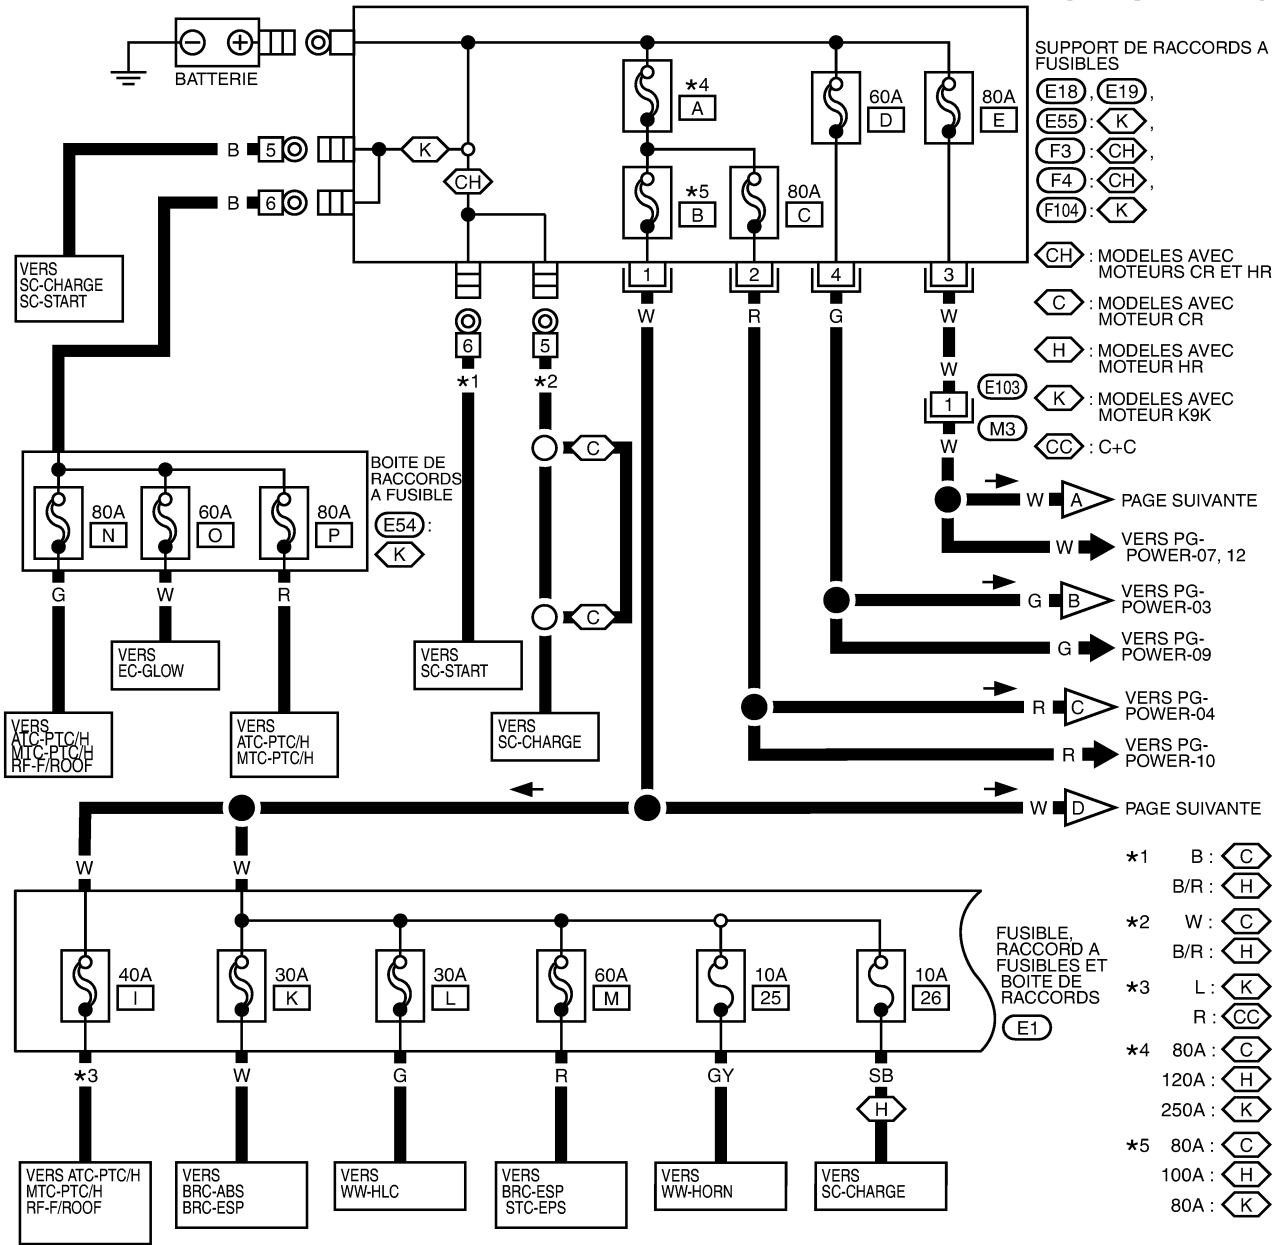 BATTERIE
*4
A
60A
D
80A
E
SUPPORT DE RACCORDS A
FUSIBLES
E18 , E19 ,
E55 : K ,
F3 : CH ,
F4 : CH ,
F104 : K
B 5
K
CH
B 6
*5
B
80A
C
VERS
SC-CHARGE
SC-START
1
2
4
3
CH : MODELES AVEC
MOTEURS CR ET HR
C : MODELES AVEC
MOTEUR CR
H : MODELES AVEC
MOTEUR HR
K : MODELES AVEC
MOTEUR K9K
CC : C+C
W
R
G
W
6
5
*1
*2
W
1
E103
M3
W
C
C
BOITE DE
RACCORDS
A FUSIBLE
E54 :
K
80A
N
60A
O
80A
P
G
W
R
VERS
EC-GLOW
VERS
SC-START
VERS
ATC-PTC/H
MTC-PTC/H
RF-F/ROOF
VERS
ATC-PTC/H
MTC-PTC/H
VERS
SC-CHARGE
W A PAGE SUIVANTE
W VERS PG-
POWER-07, 12
G B VERS PG-
POWER-03
G VERS PG-
POWER-09
R C VERS PG-
POWER-04
R VERS PG-
POWER-10
W D PAGE SUIVANTE
W
W
40A
I
30A
K
30A
L
60A
M
10A
25
10A
26
FUSIBLE,
RACCORD A
FUSIBLES ET
BOITE DE
RACCORDS
E1
*3
W
G
R
GY
SB
H
VERS ATC-PTC/H
MTC-PTC/H
RF-F/ROOF
VERS
BRC-ABS
BRC-ESP
VERS
WW-HLC
VERS
BRC-ESP
STC-EPS
VERS
WW-HORN
VERS
SC-CHARGE
*1 B : C
B/R : H
*2 W : C
B/R : H
*3 L : K
R : CC
*4 80A : C
120A : H
250A : K
*5 80A : C
100A : H
80A : K